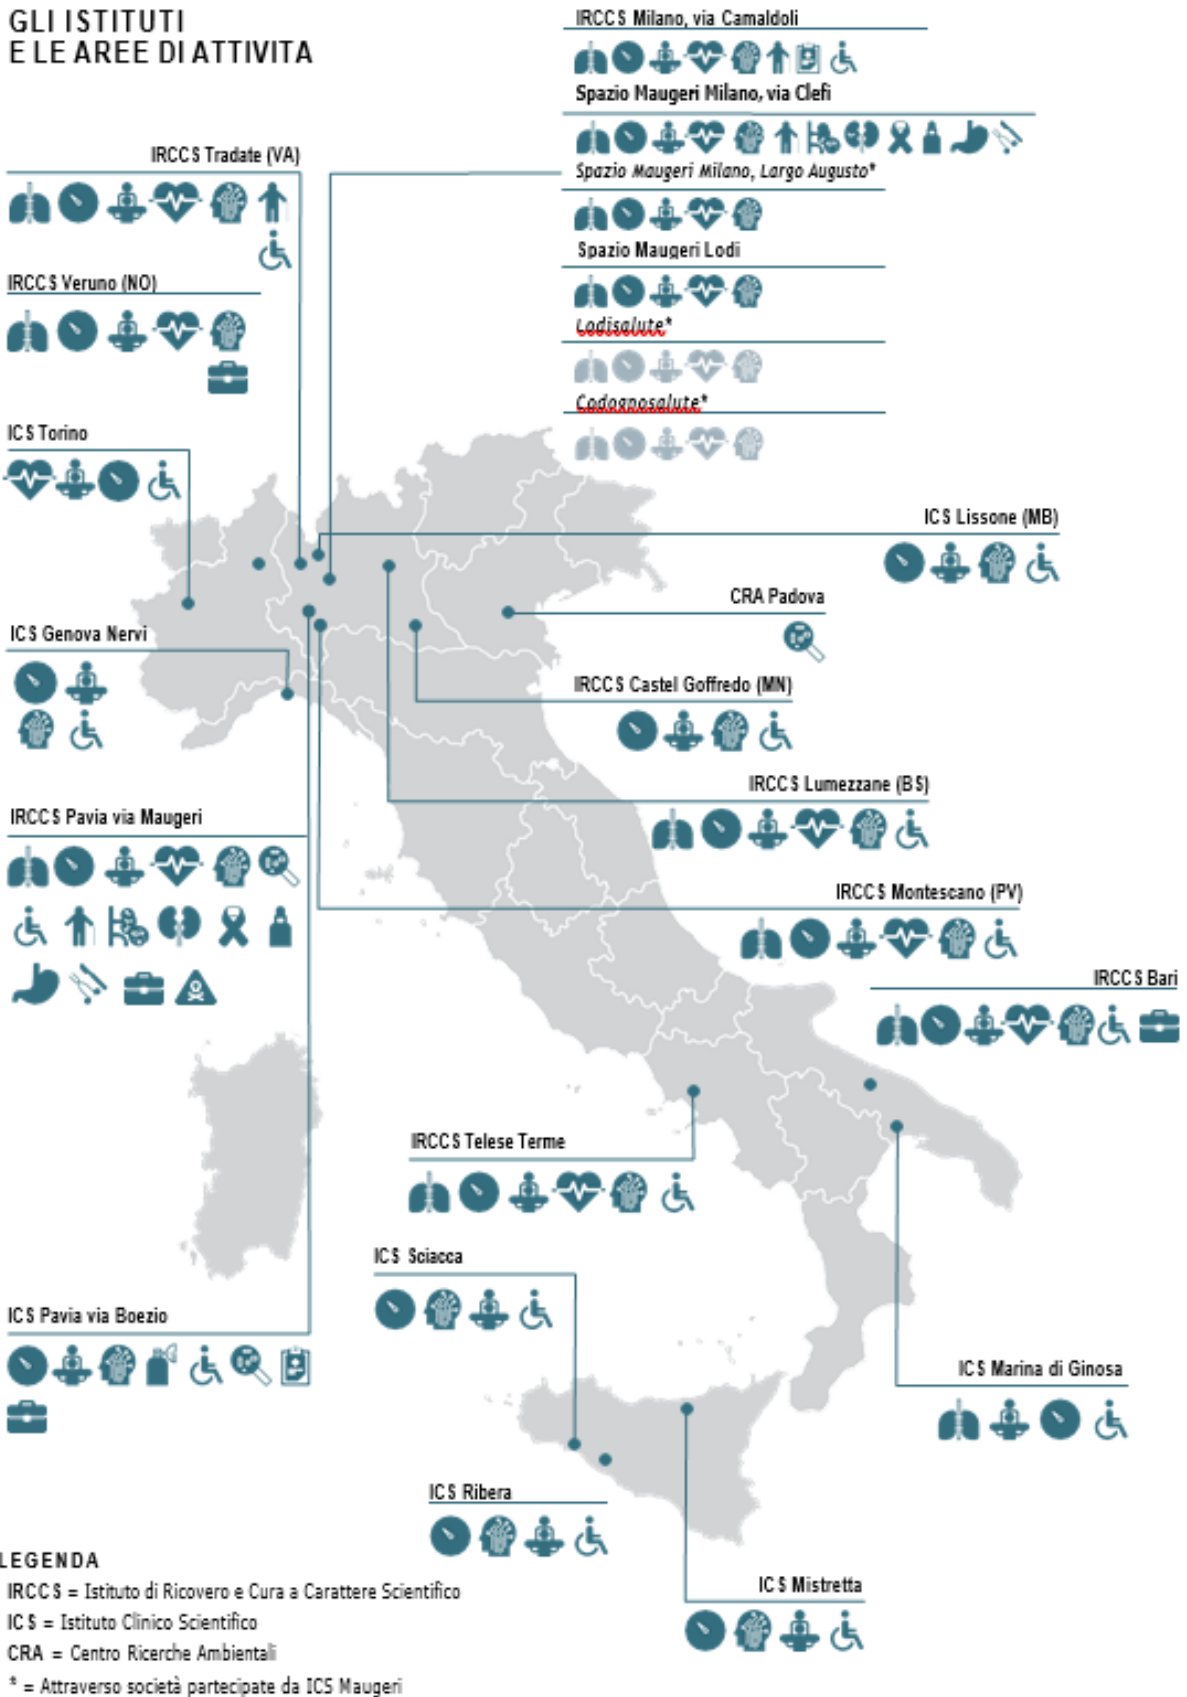 GLI ISTITUTI
E LE AREE DI ATTIVITA
IRCCS Milano, via Camaldoli
Spazio Maugeri Milano, via Clefi
Spazio Maugeri Milano, Largo Augusto*
Spazio Maugeri Lodi
Lodisalute*
Codognosalute*
IRCCS Tradate (VA)
IRCCS Veruno (NO)
ICS Torino
ICS Lissone (MB)
CRA Padova
ICS Genova Nervi
IRCCS Castel Goffredo (MN)
IRCCS Lumezzane (BS)
IRCCS Pavia via Maugeri
IRCCS Montescano (PV)
IRCCS Bari
IRCCS Telese Terme
ICS Sciacca
ICS Pavia via Boezio
ICS Marina di Ginosa
ICS Ribera
ICS Mistretta
LEGENDA
IRCCS = Istituto di Ricovero e Cura a Carattere Scientifico
ICS = Istituto Clinico Scientifico
CRA = Centro Ricerche Ambientali
* = Attraverso società partecipate da ICS Maugeri